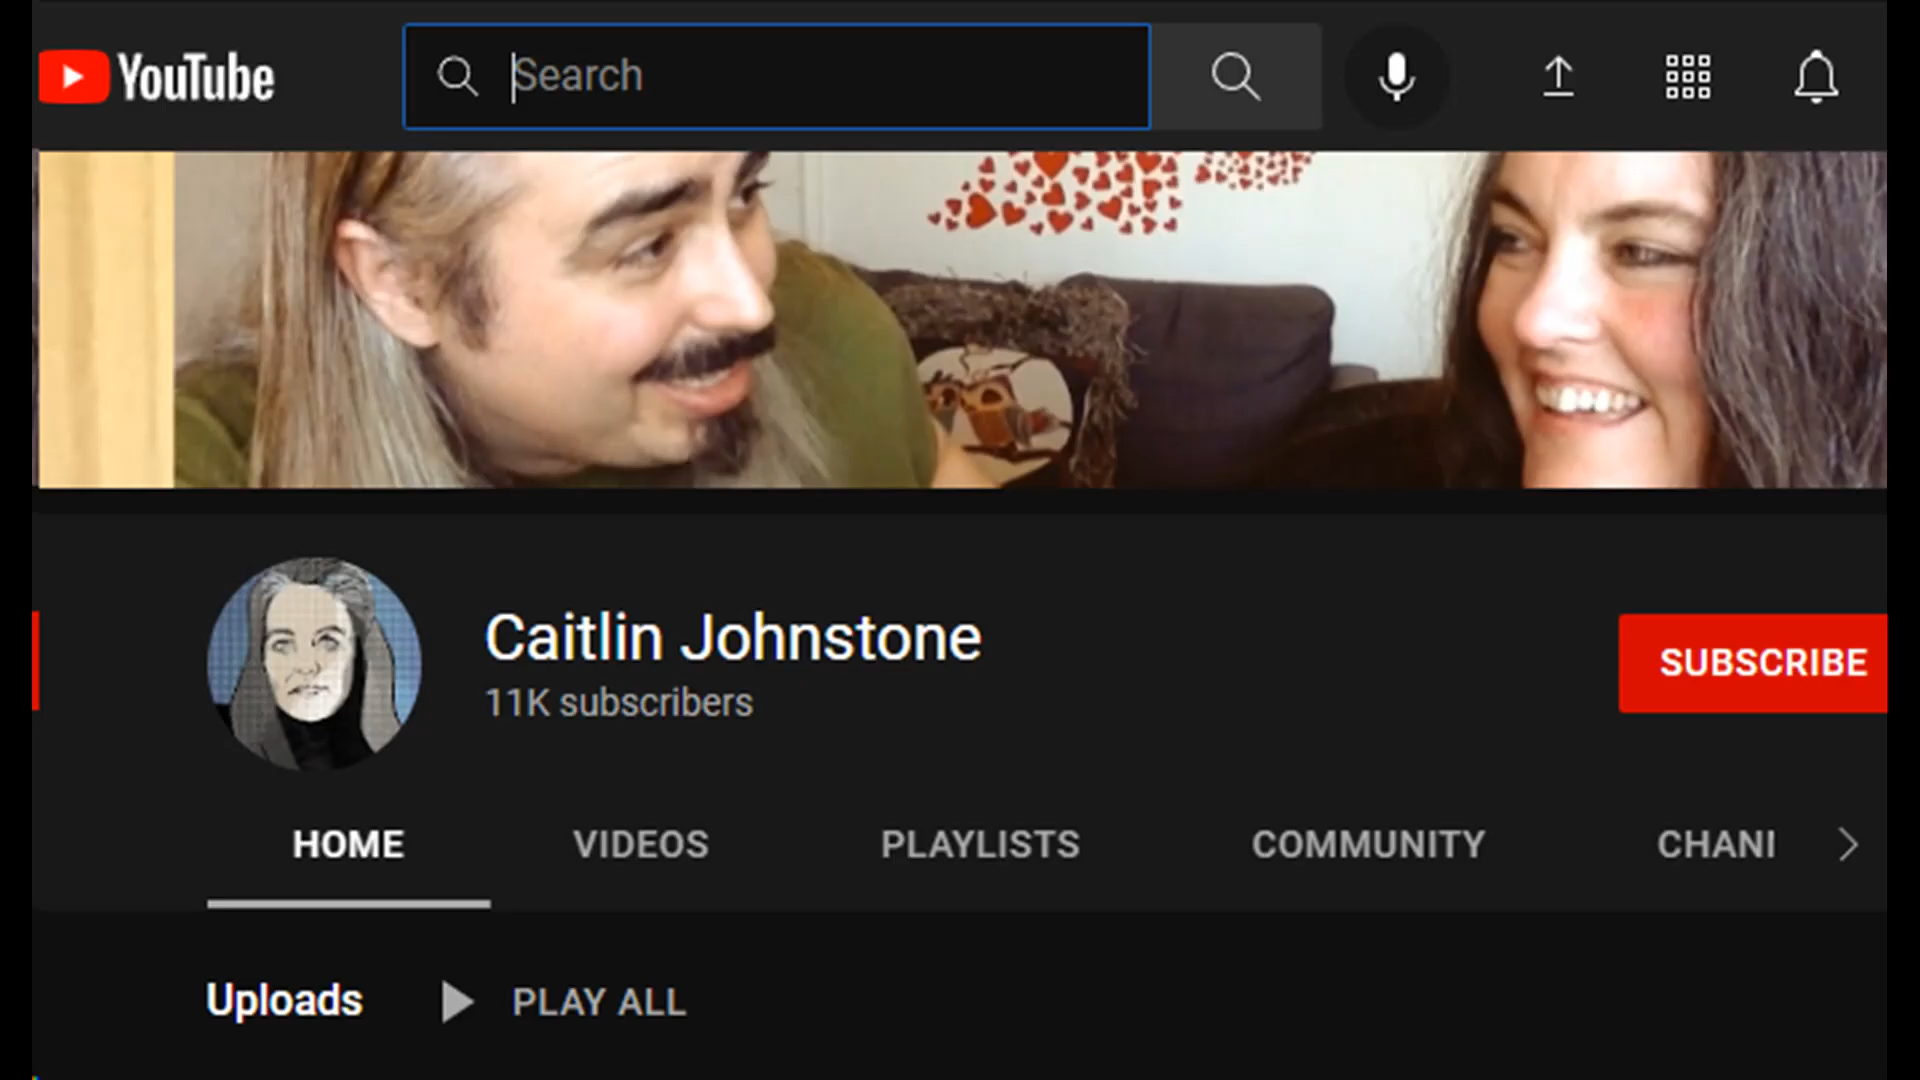 YouTube
Search
Caitlin Johnstone
11K subscribers
SUBSCRIBE
HOME
VIDEOS
PLAYLISTS
COMMUNITY
CHANI
Uploads
PLAY ALL